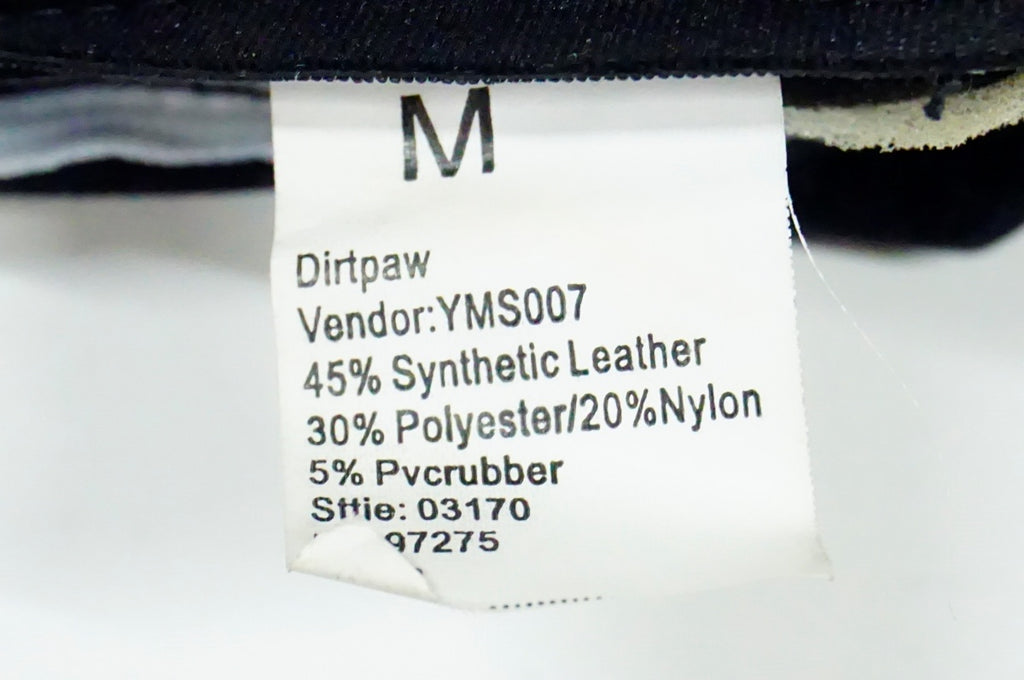 M
Dirtpaw
Vendor:YMS007
45% Synthetic Leather
30% Polyester/20%Nylon
5% Pvcrubber
Sttie: 03170
97275